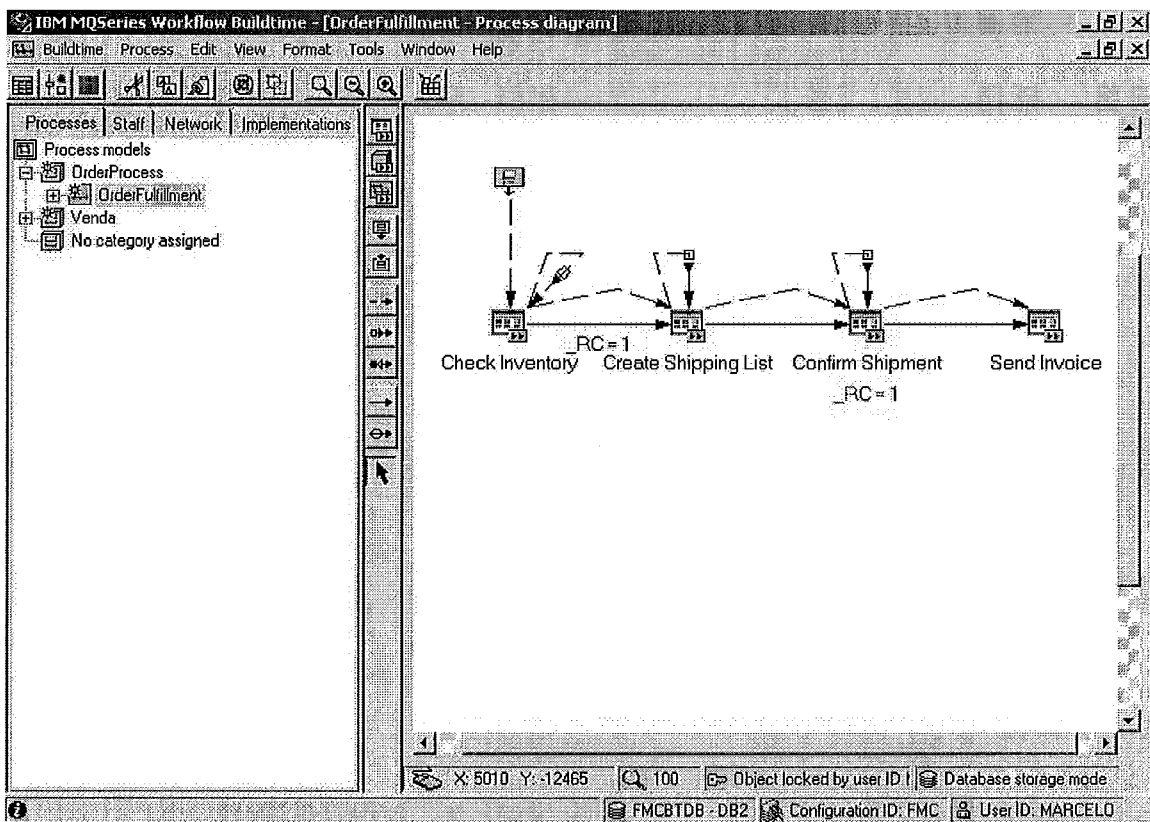 IBM MQSeries Workflow Buildtime - [OrderFulfillment - Process diagram]
Buildtime Process Edit View Format Tools Window Help
Processes Staff Network Implementations
Process models
OrderProcess
OrderFulfillment
Venda
No category assigned
_RC = 1
Check Inventory Create Shipping List Confirm Shipment Send Invoice
_RC = 1
X: 5010 Y: -12465 100 Object locked by user ID Database storage mode
FMCBTDB - DB2 Configuration ID: FMC User ID: MARCELO